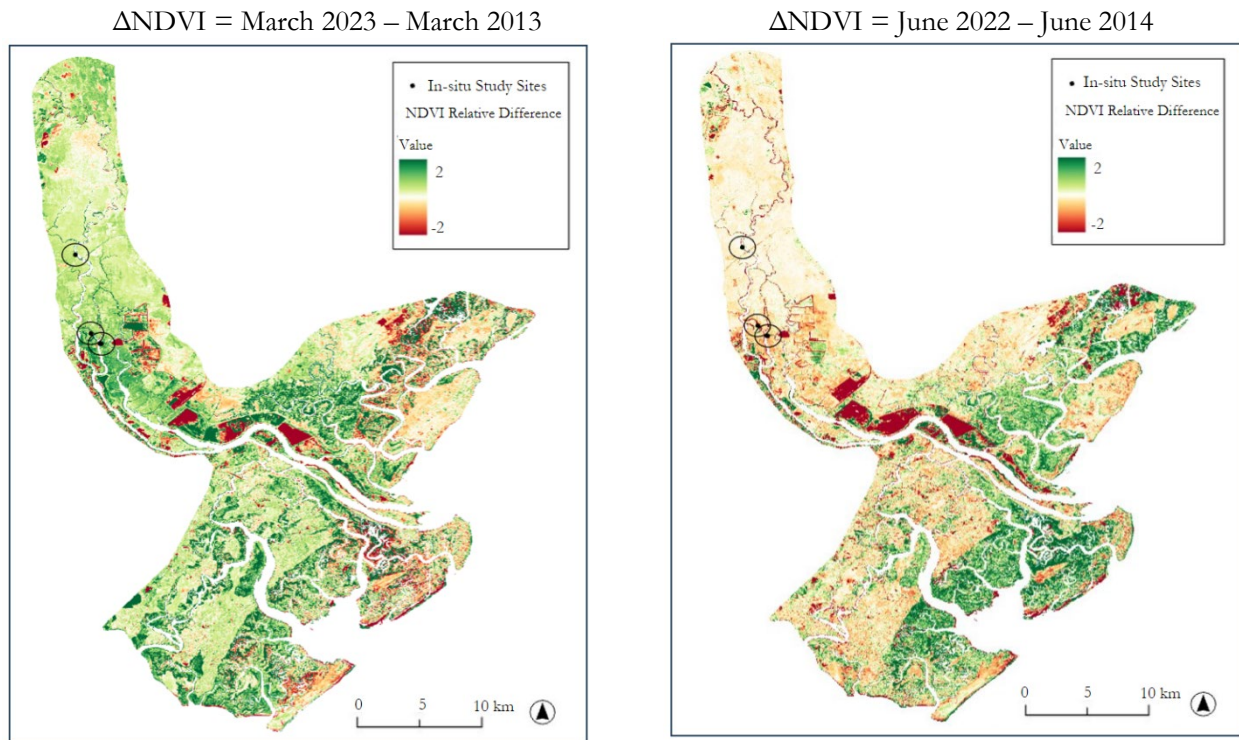 ΔNDVI = March 2023 – March 2013
In-situ Study Sites
NDVI Relative Difference
Value
2
-2
0 5 10 km
ΔNDVI = June 2022 – June 2014
In-situ Study Sites
NDVI Relative Difference
Value
2
-2
0 5 10 km